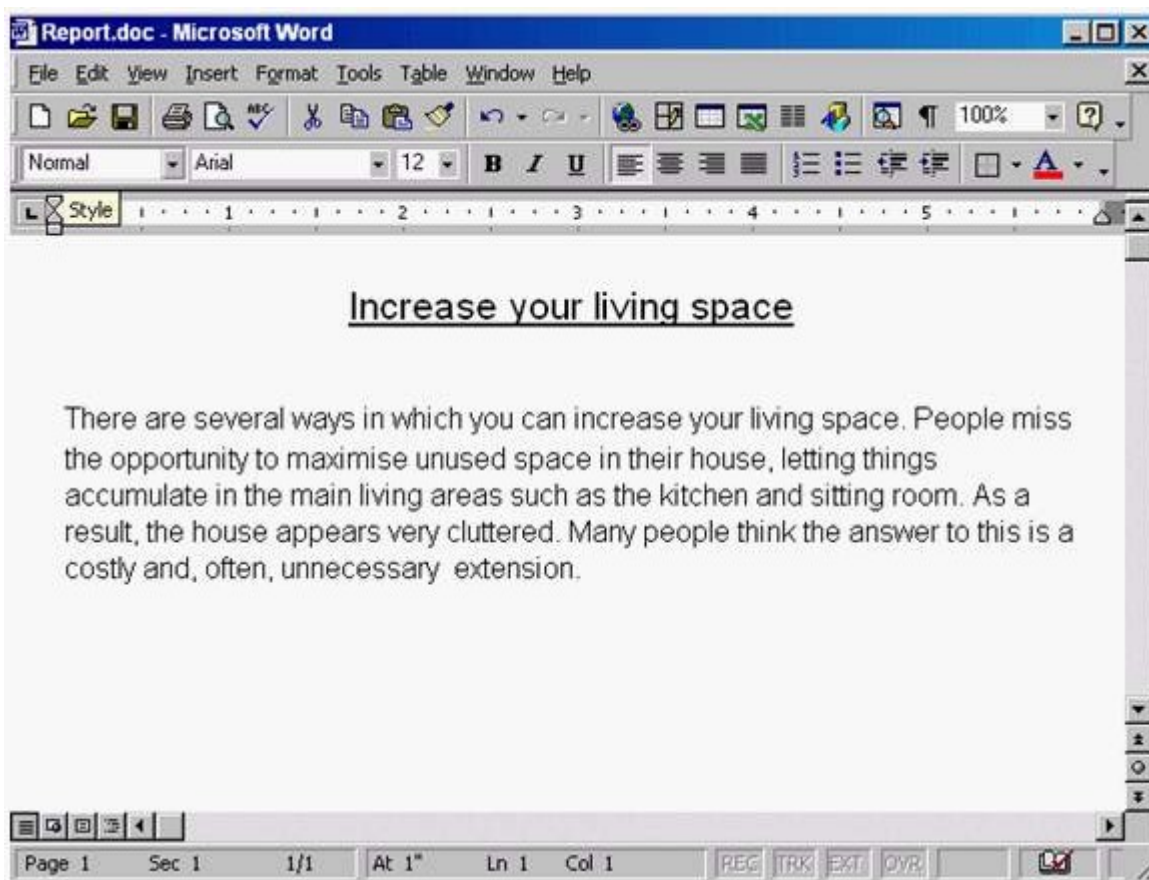 Report.doc - Microsoft Word
File Edit View Insert Format Tools Table Window Help
ABC 100% ¶ ?
Normal Arial 12 B I U A
L Style 1 2 3 4 5
Increase your living space
There are several ways in which you can increase your living space. People miss
the opportunity to maximise unused space in their house, letting things
accumulate in the main living areas such as the kitchen and sitting room. As a
result, the house appears very cluttered. Many people think the answer to this is a
costly and, often, unnecessary  extension.
Page 1 Sec 1 1/1 At 1" Ln 1 Col 1 REC TRK EXT OVR